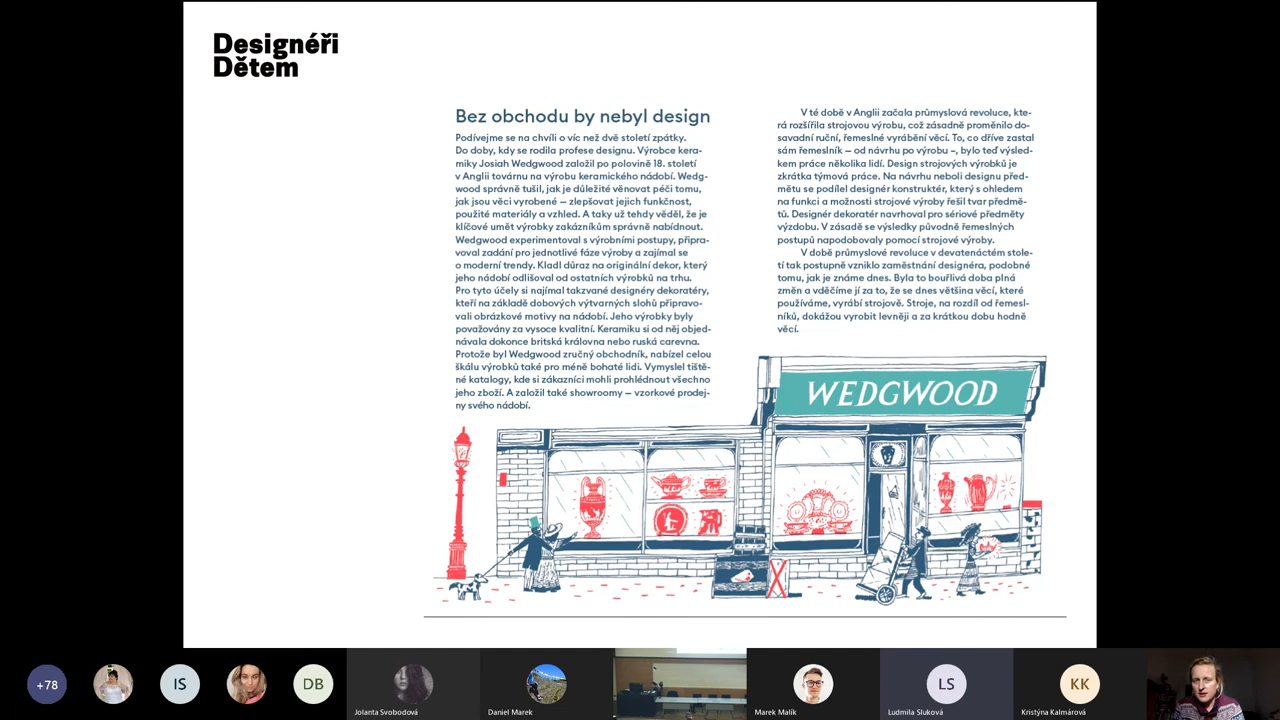 Designéři
Dětem
Bez obchodu by nebyl design
Podívejme se na chvíli o víc než dvě století zpátky.
Do doby, kdy se rodila profese designu. Výrobce kera-
miky Josiah Wedgwood založil po polovině 18. století
v Anglii továrnu na výrobu keramického nádobí. Wedg-
wood správně tušil, jak je důležité věnovat péči tomu,
jak jsou věci vyrobené – zlepšovat jejich funkčnost,
použité materiály a vzhled. A taky už tehdy věděl, že je
klíčové umět výrobky zákazníkům správně nabídnout.
Wedgwood experimentoval s výrobními postupy, připra-
voval zadání pro jednotlivé fáze výroby a zajímal se
o moderní trendy. Kladl důraz na originální dekor, který
jeho nádobí odlišoval od ostatních výrobků na trhu.
Pro tyto účely si najímal takzvané designéry dekoratéry,
kteří na základě dobových výtvarných slohů připravo-
vali obrázkové motivy na nádobí. Jeho výrobky byly
považovány za vysoce kvalitní. Keramiku si od něj objed-
návala dokonce britská královna nebo ruská carevna.
Protože byl Wedgwood zručný obchodník, nabízel celou
škálu výrobků také pro méně bohaté lidi. Vymyslel tiště-
né katalogy, kde si zákazníci mohli prohlédnout všechno
jeho zboží. A založil také showroomy – vzorkové prodej-
ny svého nádobí.
V té době v Anglii začala průmyslová revoluce, kte-
rá rozšířila strojovou výrobu, což zásadně proměnilo do-
savadní ruční, řemeslné vyrábění věcí. To, co dříve zastal
sám řemeslník – od návrhu po výrobu –, bylo teď výsled-
kem práce několika lidí. Design strojových výrobků je
zkrátka týmová práce. Na návrhu neboli designu před-
mětu se podílel designér konstruktér, který s ohledem
na funkci a možnosti strojové výroby řešil tvar předmě-
tů. Designér dekoratér navrhoval pro sériové předměty
výzdobu. V zásadě se výsledky původně řemeslných
postupů napodobovaly pomocí strojové výroby.
V době průmyslové revoluce v devatenáctém stole-
tí tak postupně vzniklo zaměstnání designéra, podobné
tomu, jak je známe dnes. Byla to bouřlivá doba plná
změn a vděčíme jí za to, že se dnes většina věcí, které
používáme, vyrábí strojově. Stroje, na rozdíl od řemesl-
níků, dokážou vyrobit levněji a za krátkou dobu hodně
věcí.
WEDGWOOD
+78
IS
DB
Jolanta Svobodová
Daniel Marek
Marek Malík
LS
Ludmila Sluková
KK
Kristýna Kalmárová